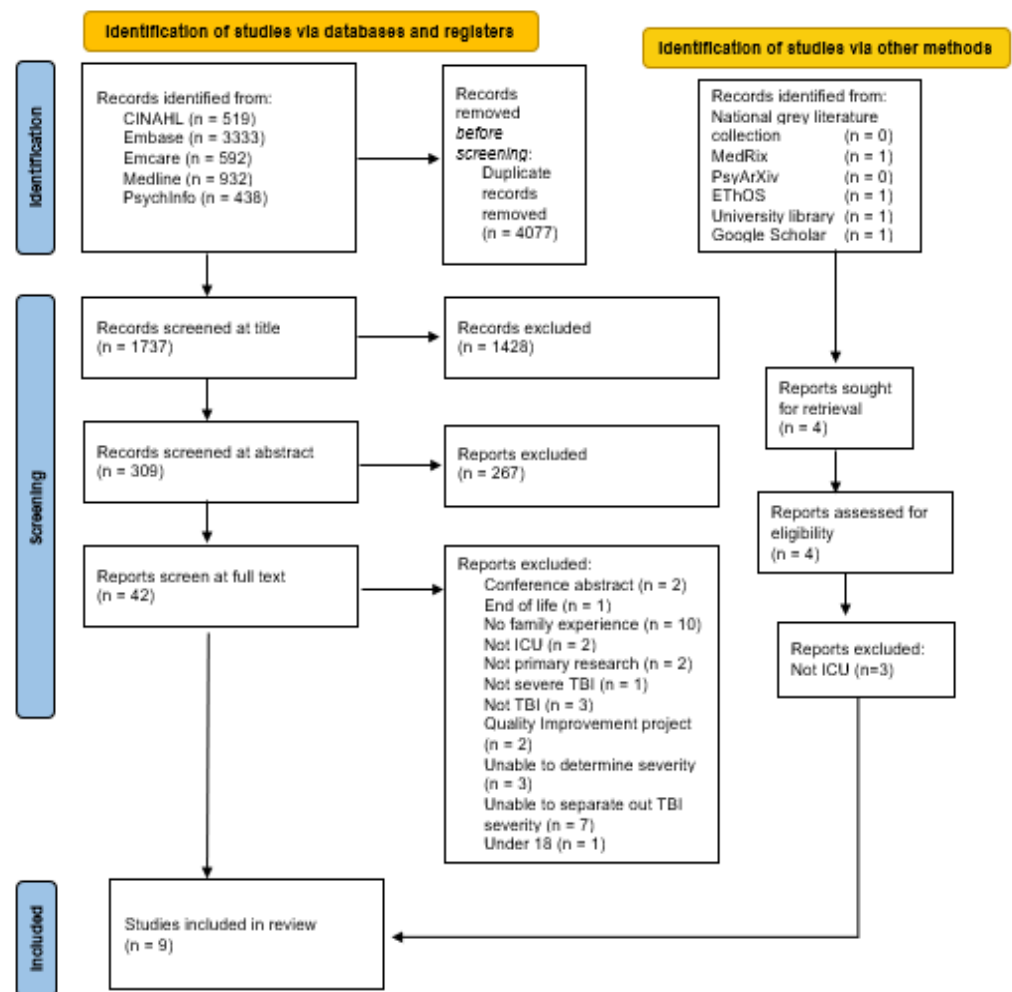 Identification of studies via databases and registers
Identification of studies via other methods
Identification
Records identified from:
CINAHL (n = 519)
Embase (n = 3333)
Emcare (n = 592)
Medline (n = 932)
PsychInfo (n = 438)
Records
removed
before
screening:
Duplicate
records
removed
(n = 4077)
Records identified from:
National grey literature
collection (n = 0)
MedRix (n = 1)
PsyArXiv (n = 0)
EThOS (n = 1)
University library (n = 1)
Google Scholar (n = 1)
Screening
Records screened at title
(n = 1737)
Records excluded
(n = 1428)
Reports sought
for retrieval
(n = 4)
Records screened at abstract
(n = 309)
Reports excluded
(n = 267)
Reports assessed for
eligibility
(n = 4)
Reports screen at full text
(n = 42)
Reports excluded:
Conference abstract (n = 2)
End of life (n = 1)
No family experience (n = 10)
Not ICU (n = 2)
Not primary research (n = 2)
Not severe TBI (n = 1)
Not TBI (n = 3)
Quality Improvement project
(n = 2)
Unable to determine severity
(n = 3)
Unable to separate out TBI
severity (n = 7)
Under 18 (n = 1)
Reports excluded:
Not ICU (n=3)
Included
Studies included in review
(n = 9)